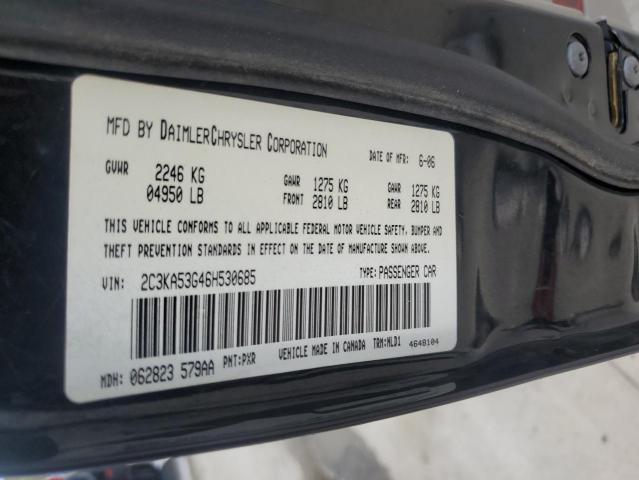 MFD BY DAIMLERCHRYSLER CORPORATION DATE OF MFR: 6-06
GVWR 2246 KG GAWR 1275 KG GAWR 1275 KG
04950 LB FRONT 2810 LB REAR 2810 LB
THIS VEHICLE CONFORMS TO ALL APPLICABLE FEDERAL MOTOR VEHICLE SAFETY, BUMPER AND
THEFT PREVENTION STANDARDS IN EFFECT ON THE DATE OF MANUFACTURE SHOWN ABOVE.
VIN: 2C3KA53G46H530685 TYPE: PASSENGER CAR
MDH: 062823 579AA PNT: PXR VEHICLE MADE IN CANADA TRM: NLD1 4648104